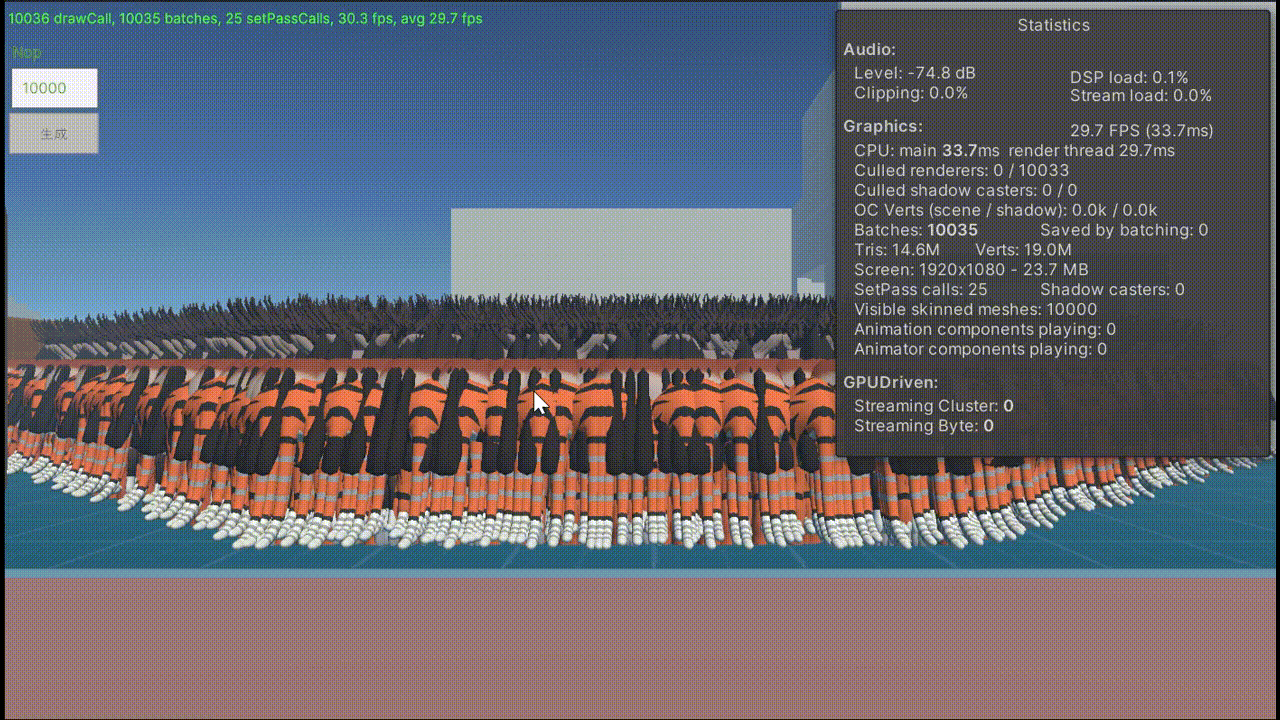 10036 drawCall, 10035 batches, 25 setPassCalls, 30.3 fps, avg 29.7 fps
Nop
10000
生成
Statistics
Audio:
Level: -74.8 dB
DSP load: 0.1%
Clipping: 0.0%
Stream load: 0.0%
Graphics:
29.7 FPS (33.7ms)
CPU: main 33.7ms render thread 29.7ms
Culled renderers: 0 / 10033
Culled shadow casters: 0 / 0
OC Verts (scene / shadow): 0.0k / 0.0k
Batches: 10035 Saved by batching: 0
Tris: 14.6M Verts: 19.0M
Screen: 1920x1080 - 23.7 MB
SetPass calls: 25 Shadow casters: 0
Visible skinned meshes: 10000
Animation components playing: 0
Animator components playing: 0
GPUDriven:
Streaming Cluster: 0
Streaming Byte: 0